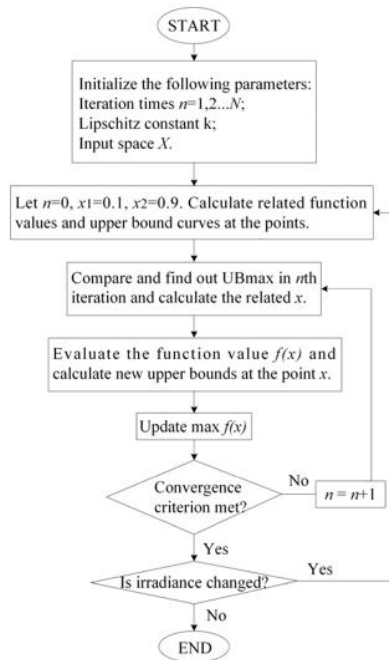 START
Initialize the following parameters:
Iteration times n=1,2...N;
Lipschitz constant k;
Input space X.
Let n=0, x1=0.1, x2=0.9. Calculate related function
values and upper bound curves at the points.
Compare and find out UBmax in nth
iteration and calculate the related x.
Evaluate the function value f(x) and
calculate new upper bounds at the point x.
Update max f(x)
Convergence
criterion met?
No
n = n+1
Yes
Is irradiance changed?
Yes
No
END